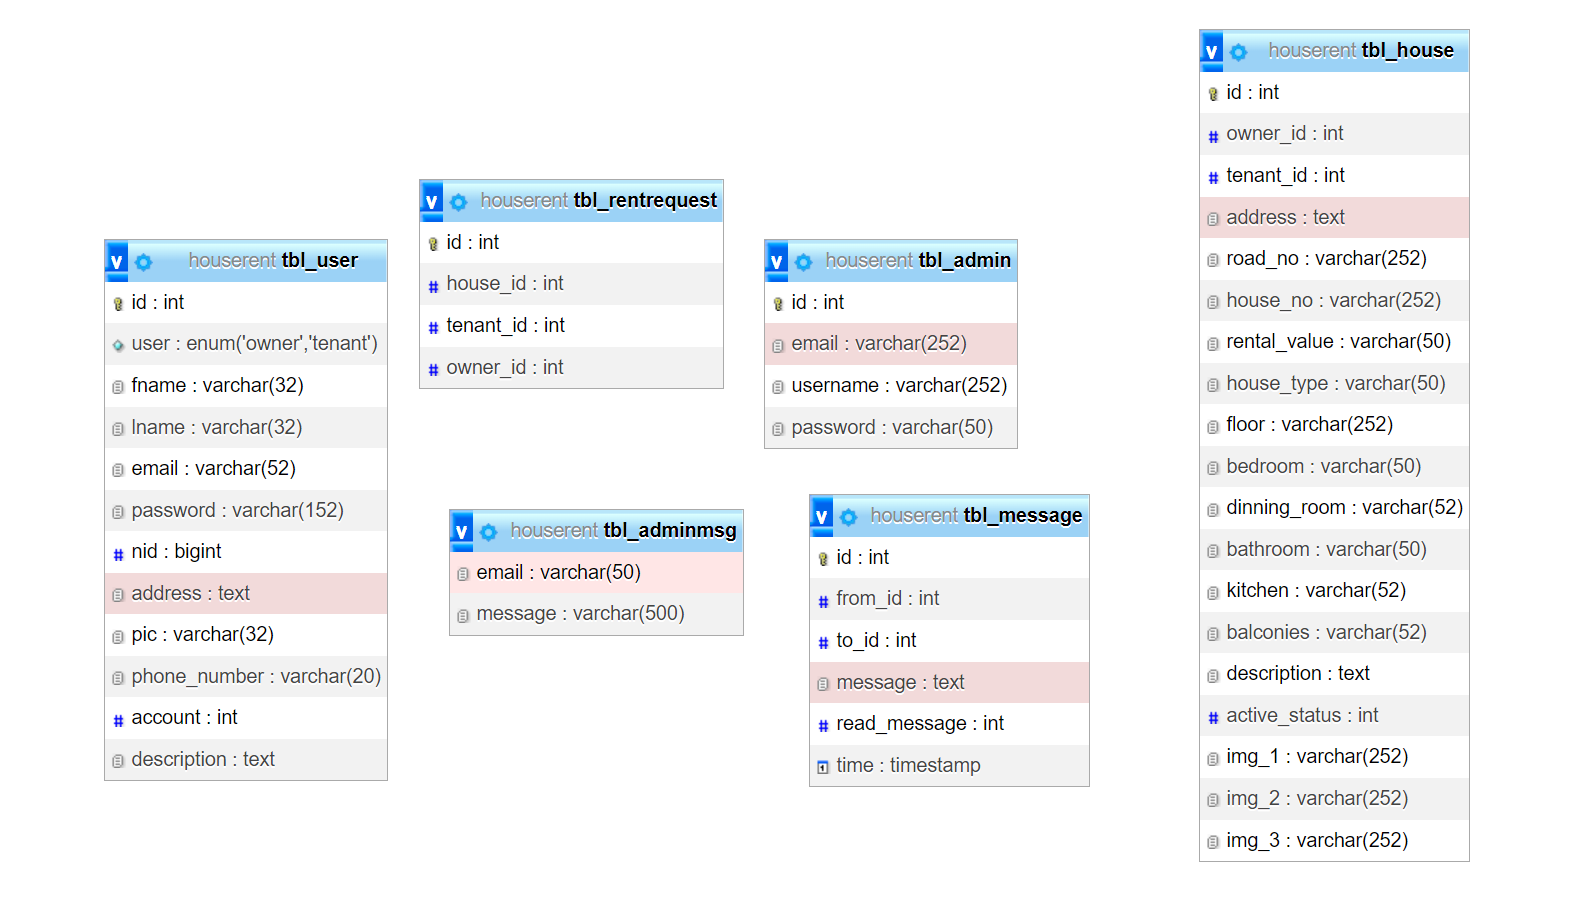 houserent tbl_user
id : int
user : enum('owner','tenant')
fname : varchar(32)
lname : varchar(32)
email : varchar(52)
password : varchar(152)
nid : bigint
address : text
pic : varchar(32)
phone_number : varchar(20)
account : int
description : text
houserent tbl_rentrequest
id : int
house_id : int
tenant_id : int
owner_id : int
houserent tbl_adminmsg
email : varchar(50)
message : varchar(500)
houserent tbl_admin
id : int
email : varchar(252)
username : varchar(252)
password : varchar(50)
houserent tbl_message
id : int
from_id : int
to_id : int
message : text
read_message : int
time : timestamp
houserent tbl_house
id : int
owner_id : int
tenant_id : int
address : text
road_no : varchar(252)
house_no : varchar(252)
rental_value : varchar(50)
house_type : varchar(50)
floor : varchar(252)
bedroom : varchar(50)
dinning_room : varchar(52)
bathroom : varchar(50)
kitchen : varchar(52)
balconies : varchar(52)
description : text
active_status : int
img_1 : varchar(252)
img_2 : varchar(252)
img_3 : varchar(252)